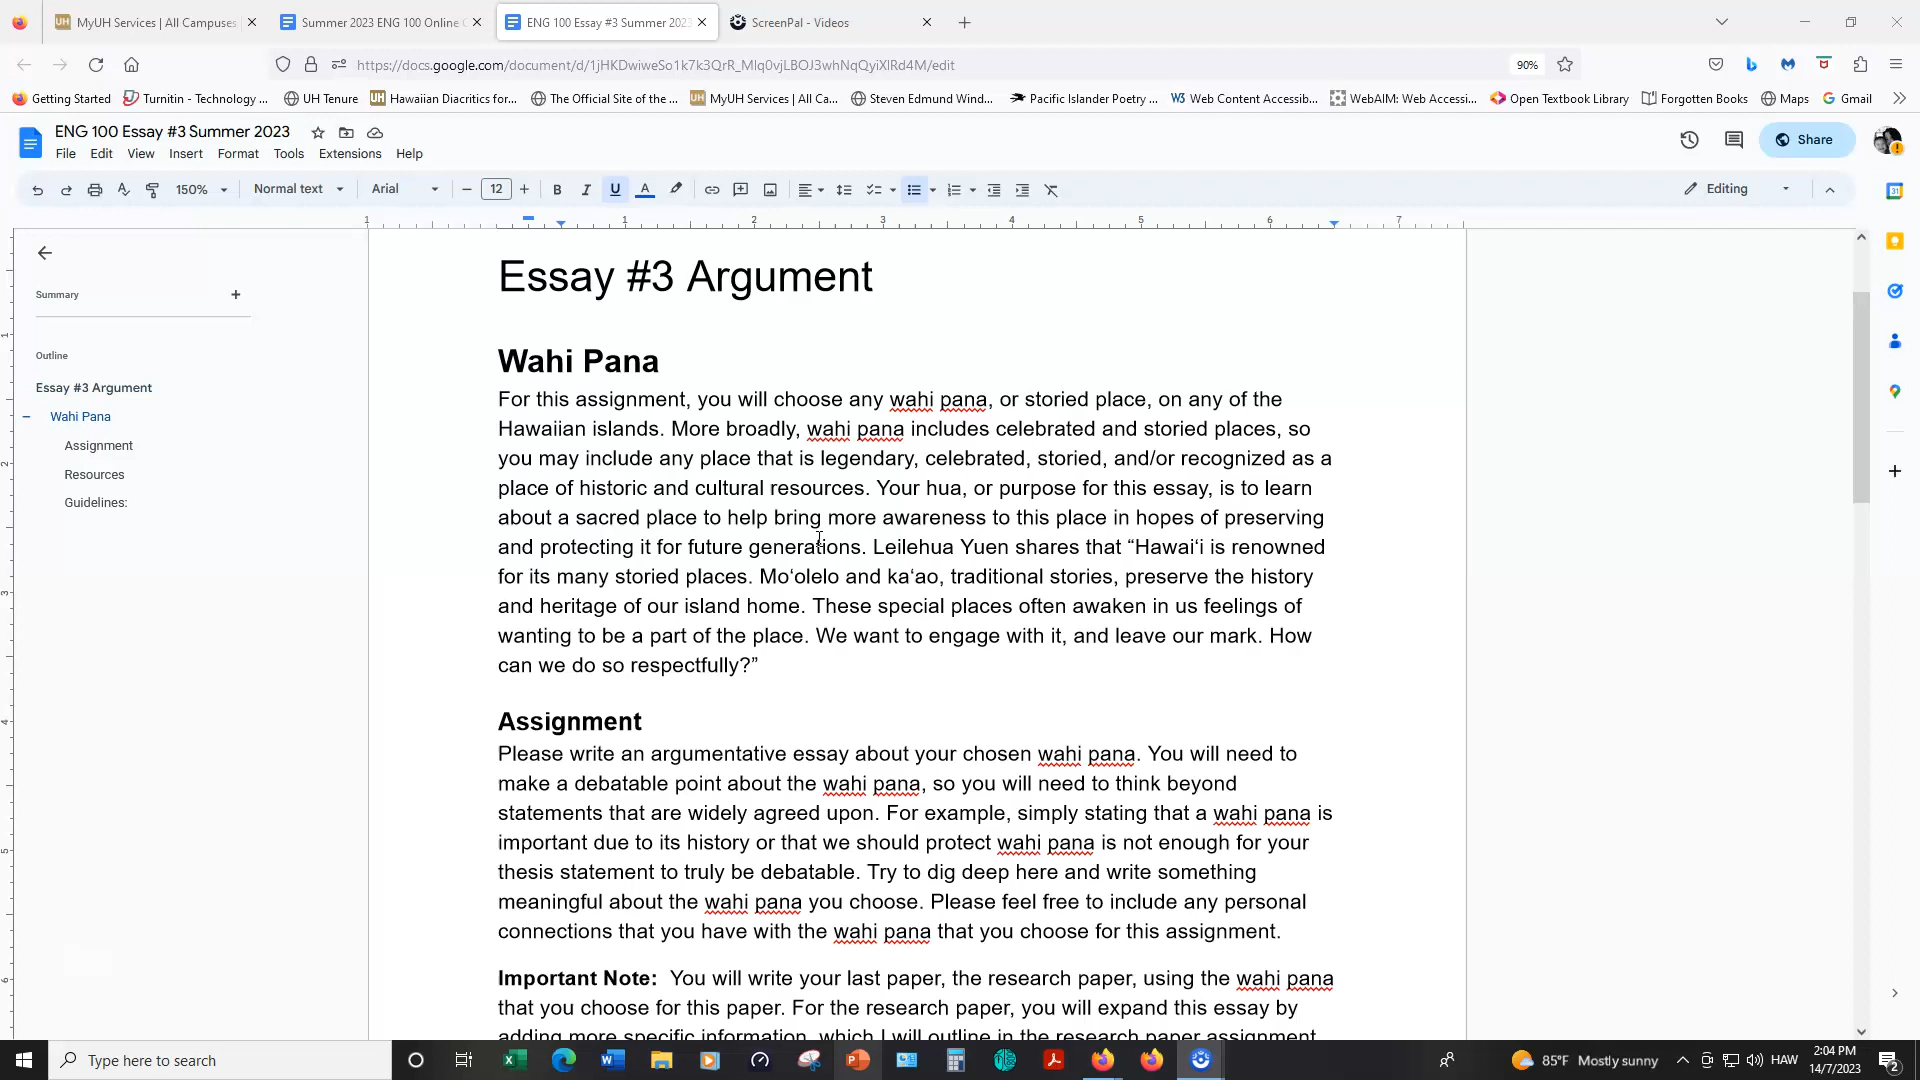 MyUH Services | All Campuses
Summer 2023 ENG 100 Online C
ENG 100 Essay #3 Summer 2023
ScreenPal - Videos
https://docs.google.com/document/d/1jHKDwiweSo1k7k3QrR_MIq0vjLBOJ3whNqQyiXlRd4M/edit
90%
Getting Started
Turnitin - Technology ...
UH Tenure
Hawaiian Diacritics for...
The Official Site of the ...
MyUH Services | All Ca...
Steven Edmund Wind...
Pacific Islander Poetry ...
Web Content Accessib...
WebAIM: Web Accessi...
Open Textbook Library
Forgotten Books
Maps
Gmail
ENG 100 Essay #3 Summer 2023
File Edit View Insert Format Tools Extensions Help
Share
150% Normal text Arial 12 Editing
1 1 2 3 4 5 6 7
Summary
Outline
Essay #3 Argument
Wahi Pana
Assignment
Resources
Guidelines:
Essay #3 Argument
Wahi Pana
For this assignment, you will choose any wahi pana, or storied place, on any of the
Hawaiian islands. More broadly, wahi pana includes celebrated and storied places, so
you may include any place that is legendary, celebrated, storied, and/or recognized as a
place of historic and cultural resources. Your hua, or purpose for this essay, is to learn
about a sacred place to help bring more awareness to this place in hopes of preserving
and protecting it for future generations. Leilehua Yuen shares that “Hawaiʻi is renowned
for its many storied places. Moʻolelo and kaʻao, traditional stories, preserve the history
and heritage of our island home. These special places often awaken in us feelings of
wanting to be a part of the place. We want to engage with it, and leave our mark. How
can we do so respectfully?”
Assignment
Please write an argumentative essay about your chosen wahi pana. You will need to
make a debatable point about the wahi pana, so you will need to think beyond
statements that are widely agreed upon. For example, simply stating that a wahi pana is
important due to its history or that we should protect wahi pana is not enough for your
thesis statement to truly be debatable. Try to dig deep here and write something
meaningful about the wahi pana you choose. Please feel free to include any personal
connections that you have with the wahi pana that you choose for this assignment.
Important Note: You will write your last paper, the research paper, using the wahi pana
that you choose for this paper. For the research paper, you will expand this essay by
adding more specific information, which I will outline in the research paper assignment
Type here to search
85°F Mostly sunny
HAW
2:04 PM
14/7/2023
2